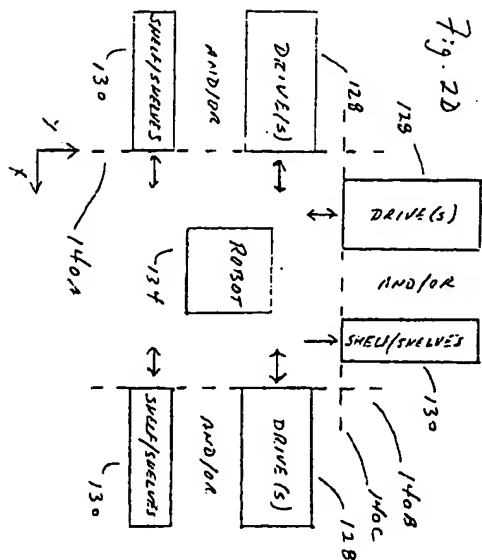 Fig. 2D
128
DRIVE(S)
AND/OR
SHELF/SHELVES
130
128
DRIVE(S)
AND/OR
SHELF/SHELVES
130
ROBOT
134
140A
Y
X
140B
140C
DRIVE(S)
128
AND/OR
SHELF/SHELVES
130